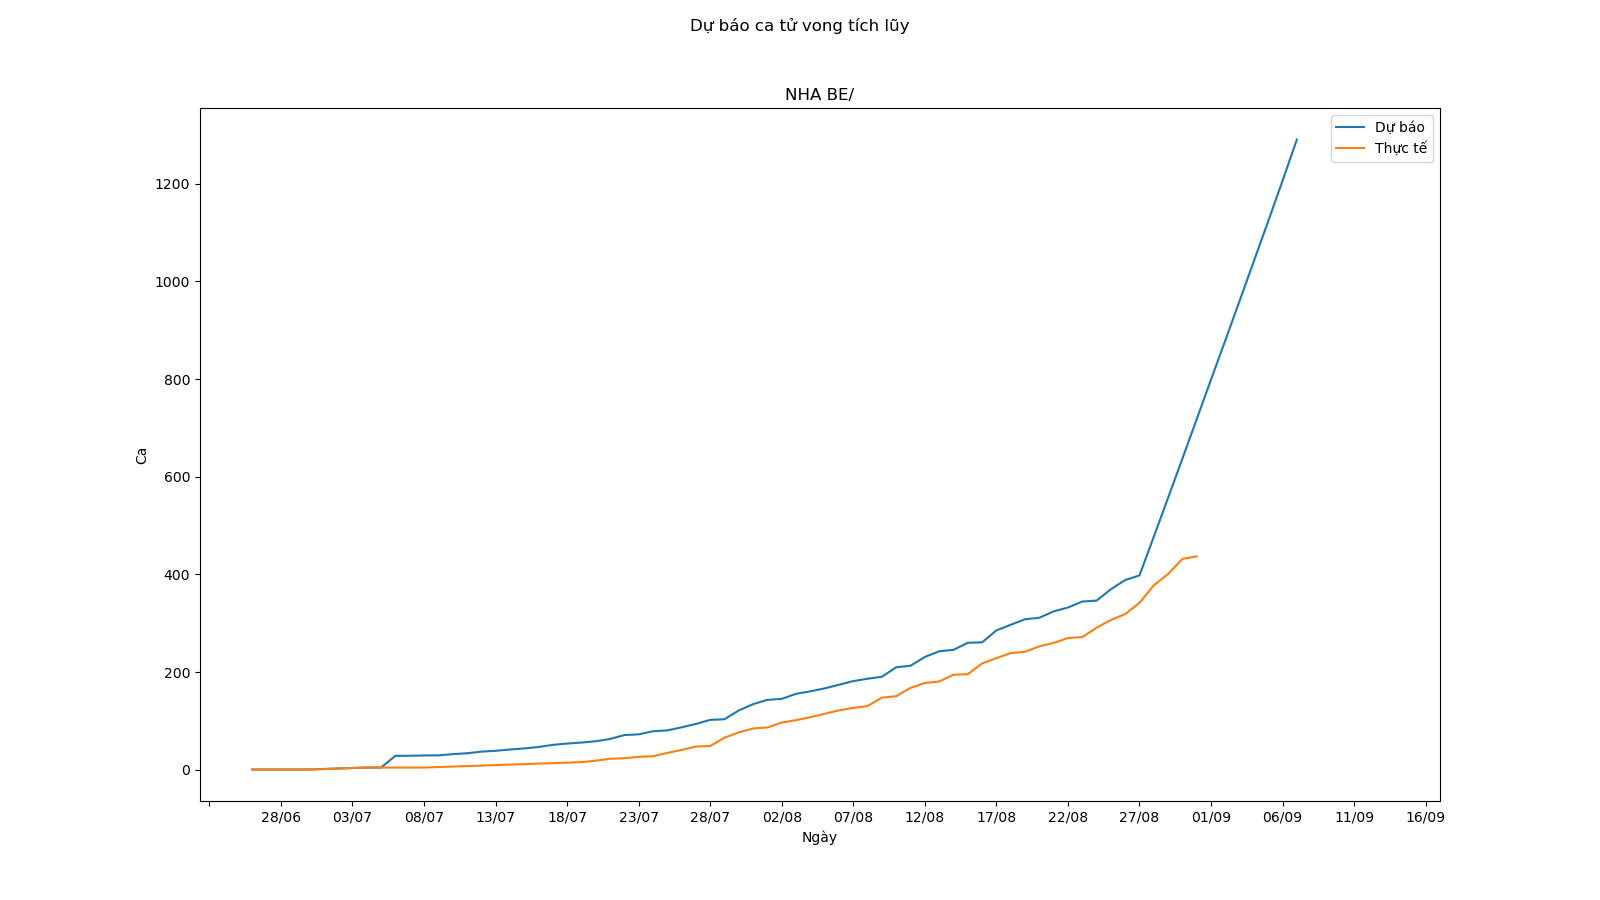 Dự báo ca tử vong tích lũy
NHA BE/
Dự báo
Thực tế
1200
1000
800
600
400
200
0
Ca
28/06 03/07 08/07 13/07 18/07 23/07 28/07 02/08 07/08 12/08 17/08 22/08 27/08 01/09 06/09 11/09 16/09
Ngày